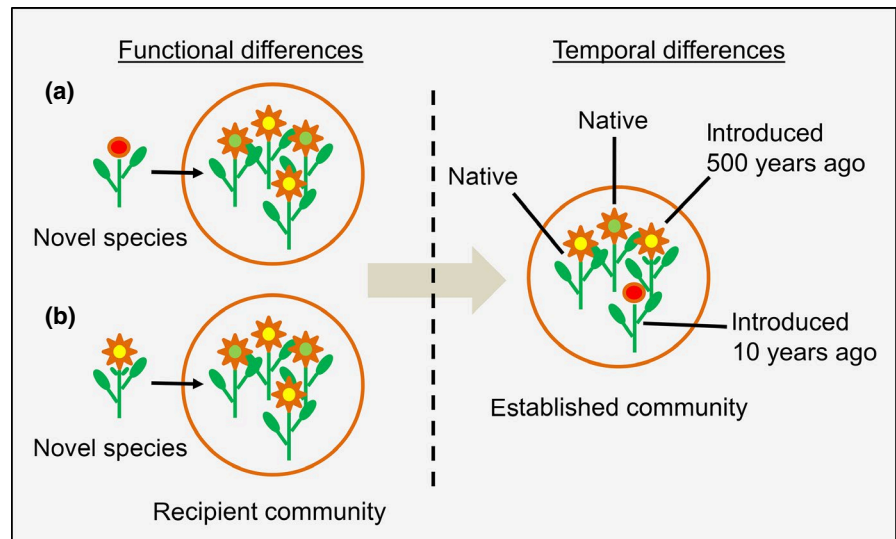 Functional differences
(a)
Novel species
(b)
Novel species
Recipient community
Temporal differences
Native
Native
Introduced
500 years ago
Introduced
10 years ago
Established community